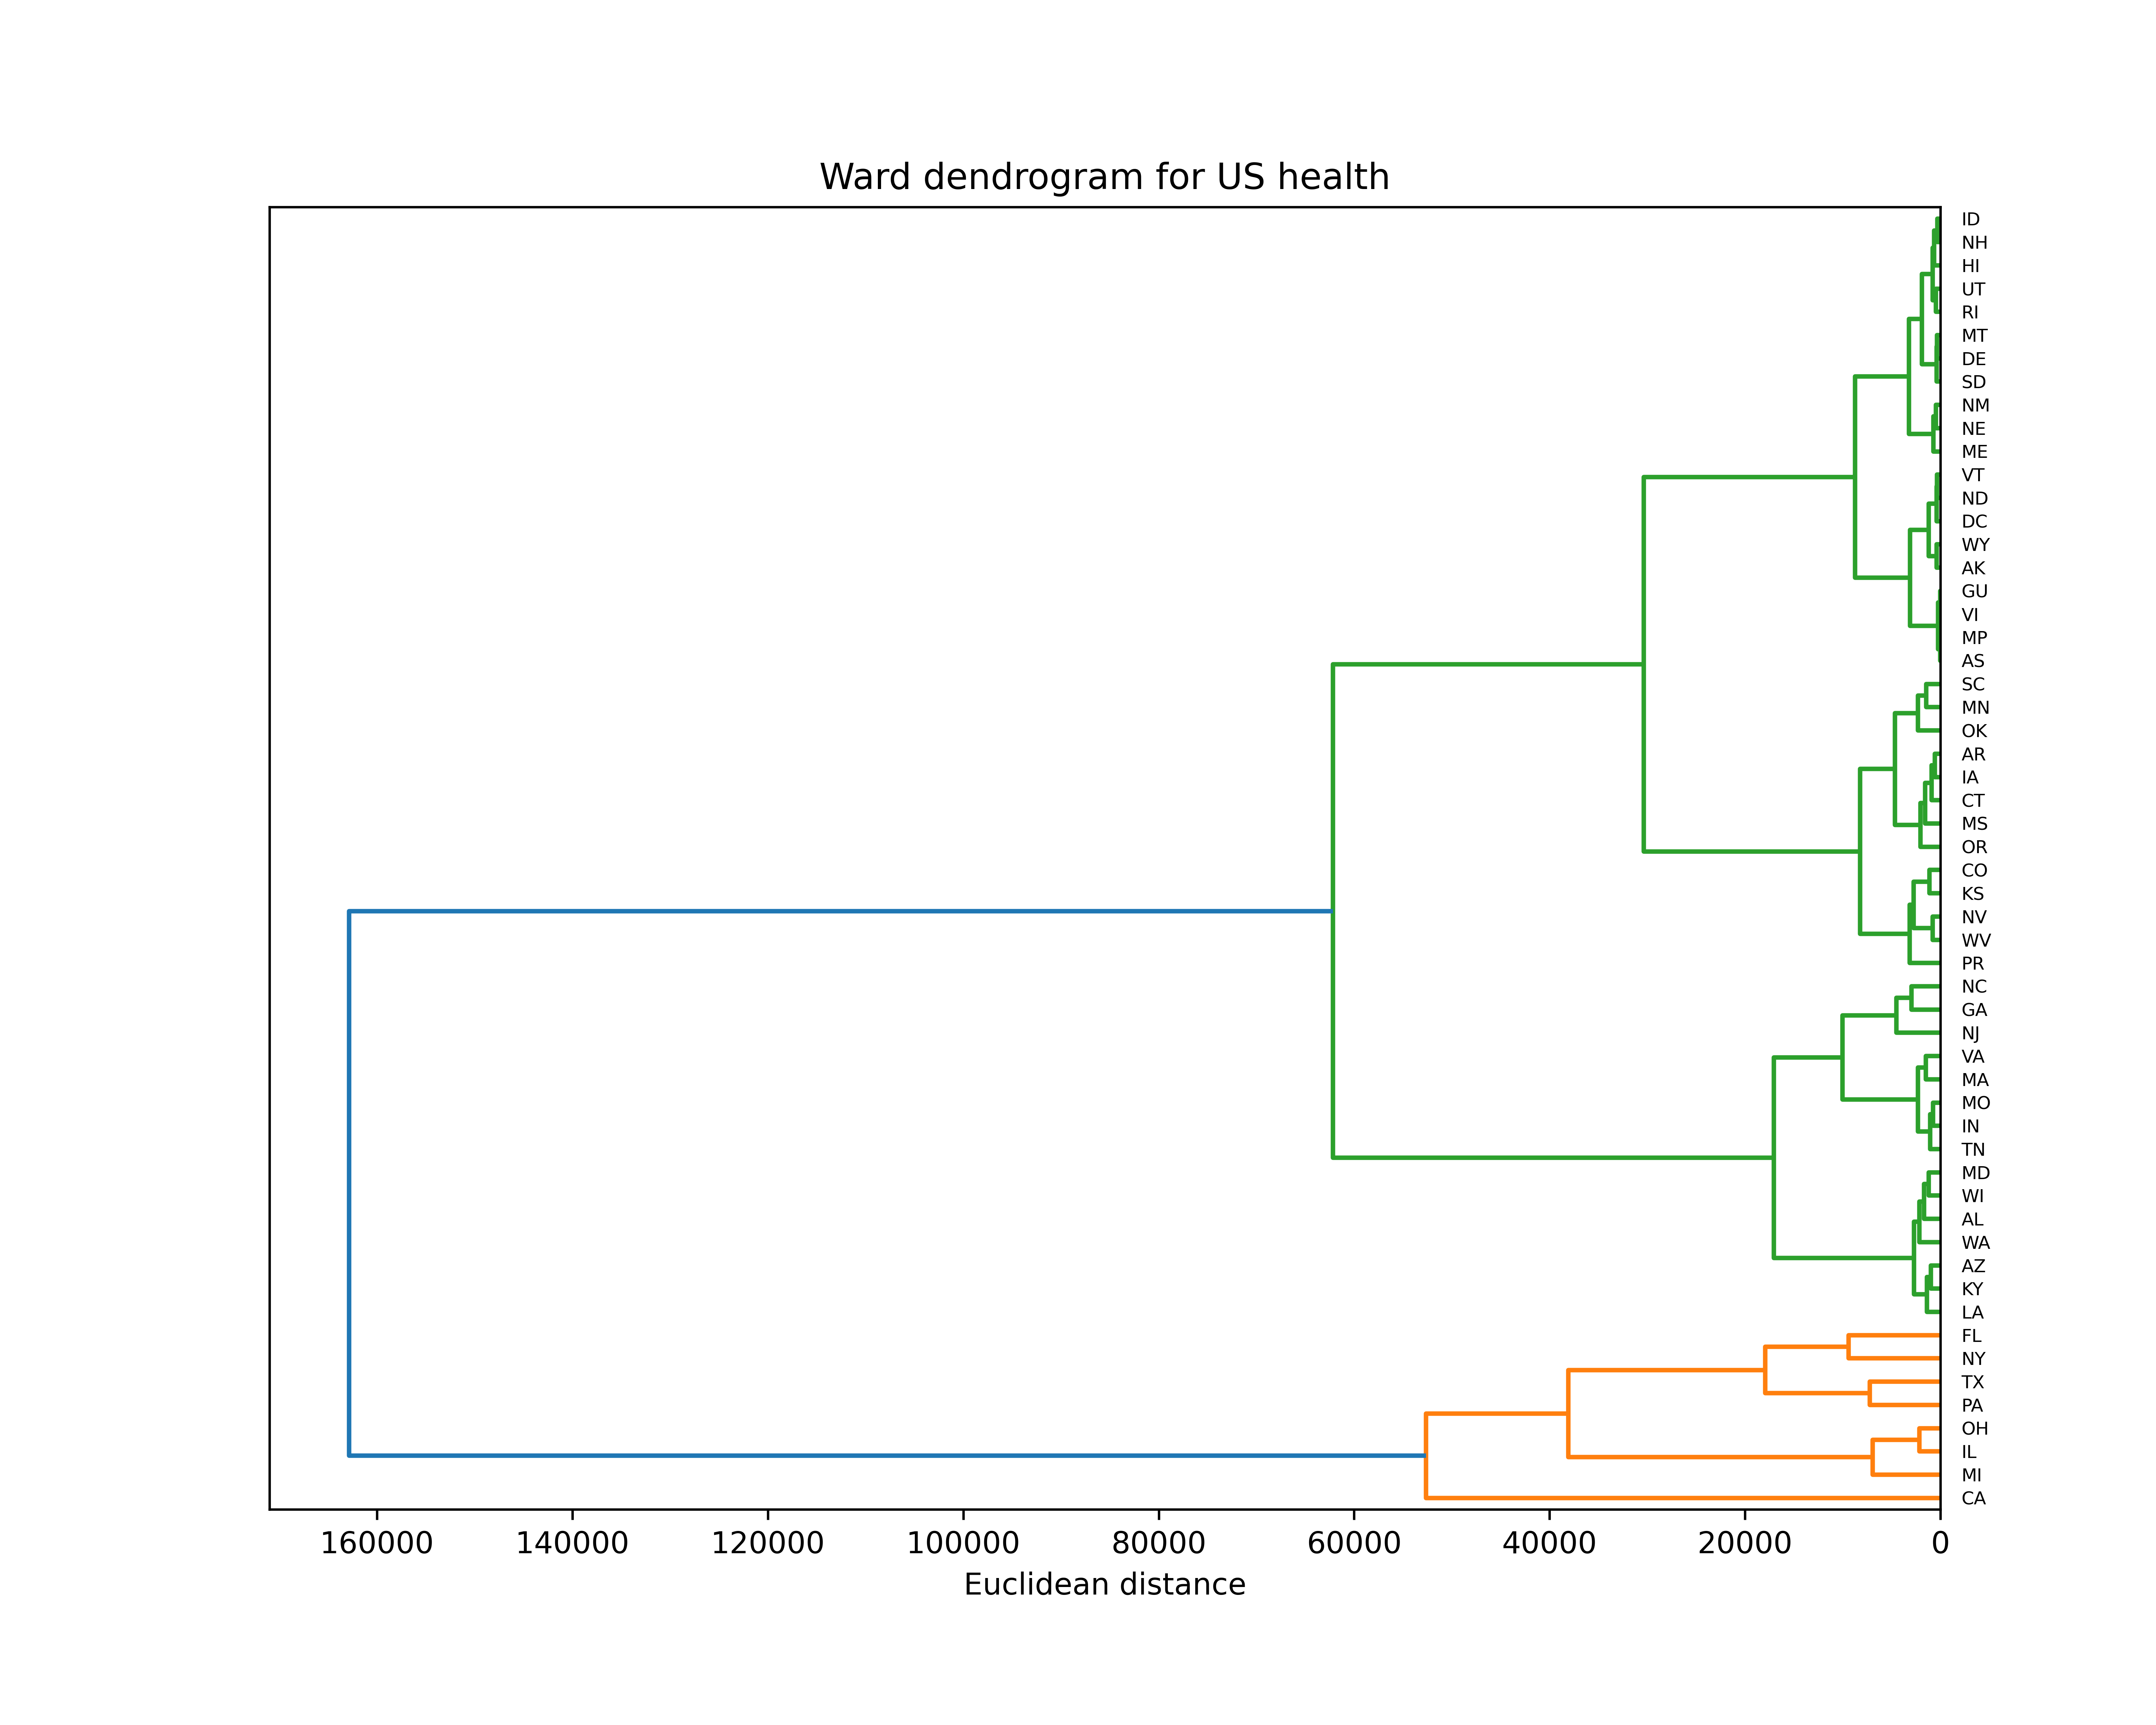 Ward dendrogram for US health
ID
NH
HI
UT
RI
MT
DE
SD
NM
NE
ME
VT
ND
DC
WY
AK
GU
VI
MP
AS
SC
MN
OK
AR
IA
CT
MS
OR
CO
KS
NV
WV
PR
NC
GA
NJ
VA
MA
MO
IN
TN
MD
WI
AL
WA
AZ
KY
LA
FL
NY
TX
PA
OH
IL
MI
CA
160000 140000 120000 100000 80000 60000 40000 20000 0
Euclidean distance